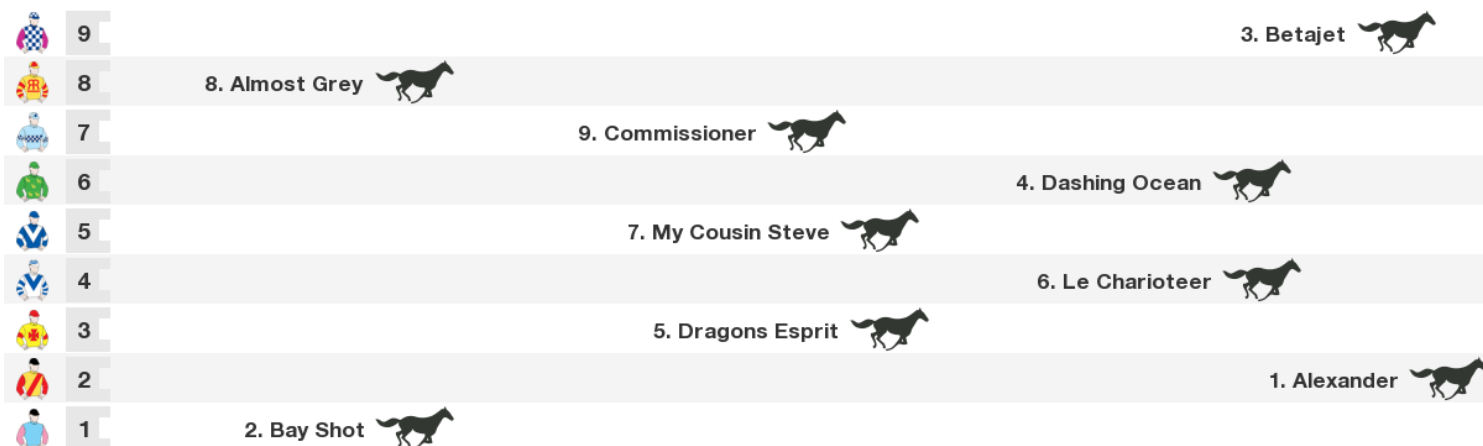 9 3. Betajet
8 8. Almost Grey
7 9. Commissioner
6 4. Dashing Ocean
5 7. My Cousin Steve
4 6. Le Charioteer
3 5. Dragons Esprit
2 1. Alexander
1 2. Bay Shot